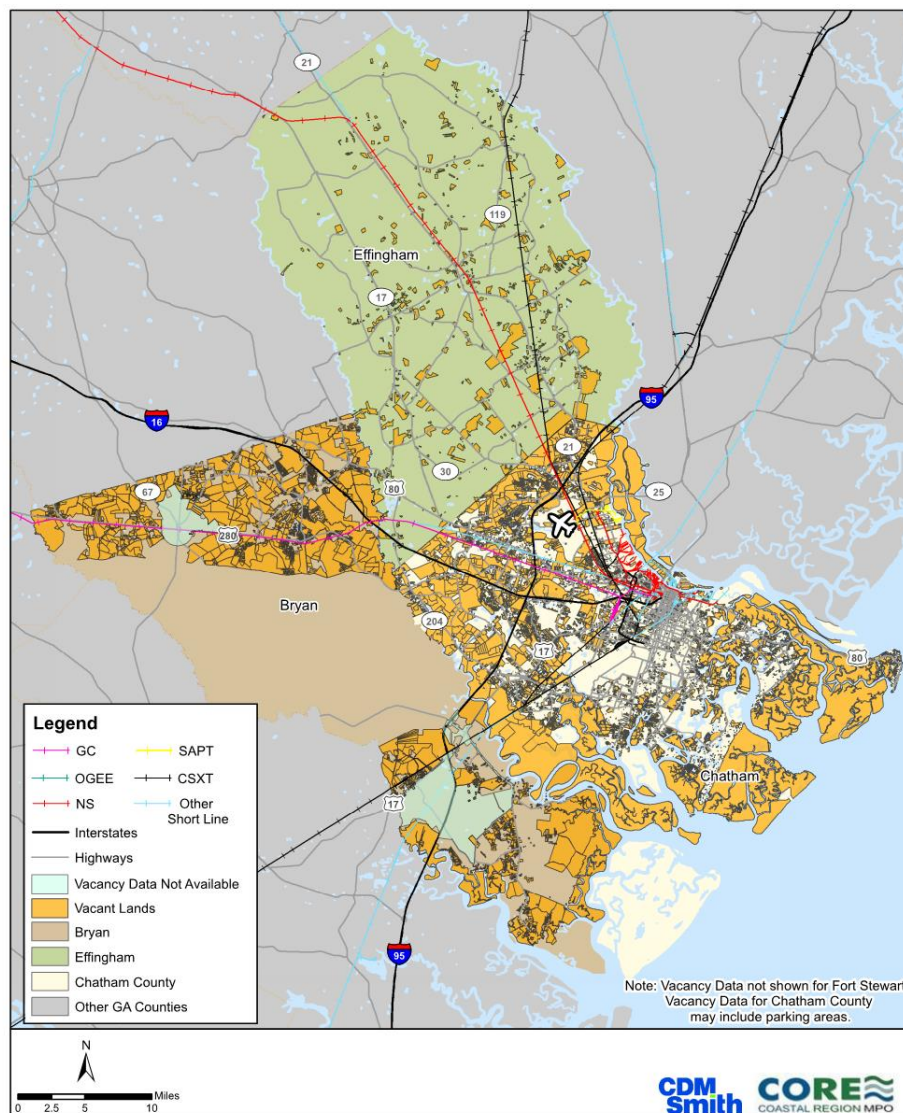 21
119
Effingham
17
95
16
21
30
67
80
25
280
Bryan
204
17
80
Chatham
17
95
Legend
GC
SAPT
OGEE
CSXT
NS
Other
Short Line
Interstates
Highways
Vacancy Data Not Available
Vacant Lands
Bryan
Effingham
Chatham County
Other GA Counties
Note: Vacancy Data not shown for Fort Stewart
Vacancy Data for Chatham County
may include parking areas.
N
Miles
0 2.5 5 10
CDM
Smith
CORE
COASTAL REGION MPO